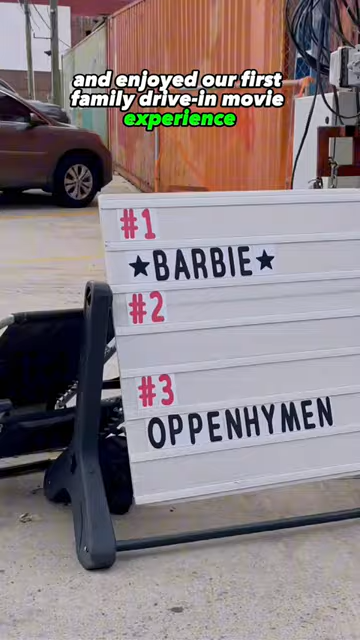 and enjoyed our first
family drive-in movie
experience
#1
★BARBIE★
#2
#3
OPPENHYMEN